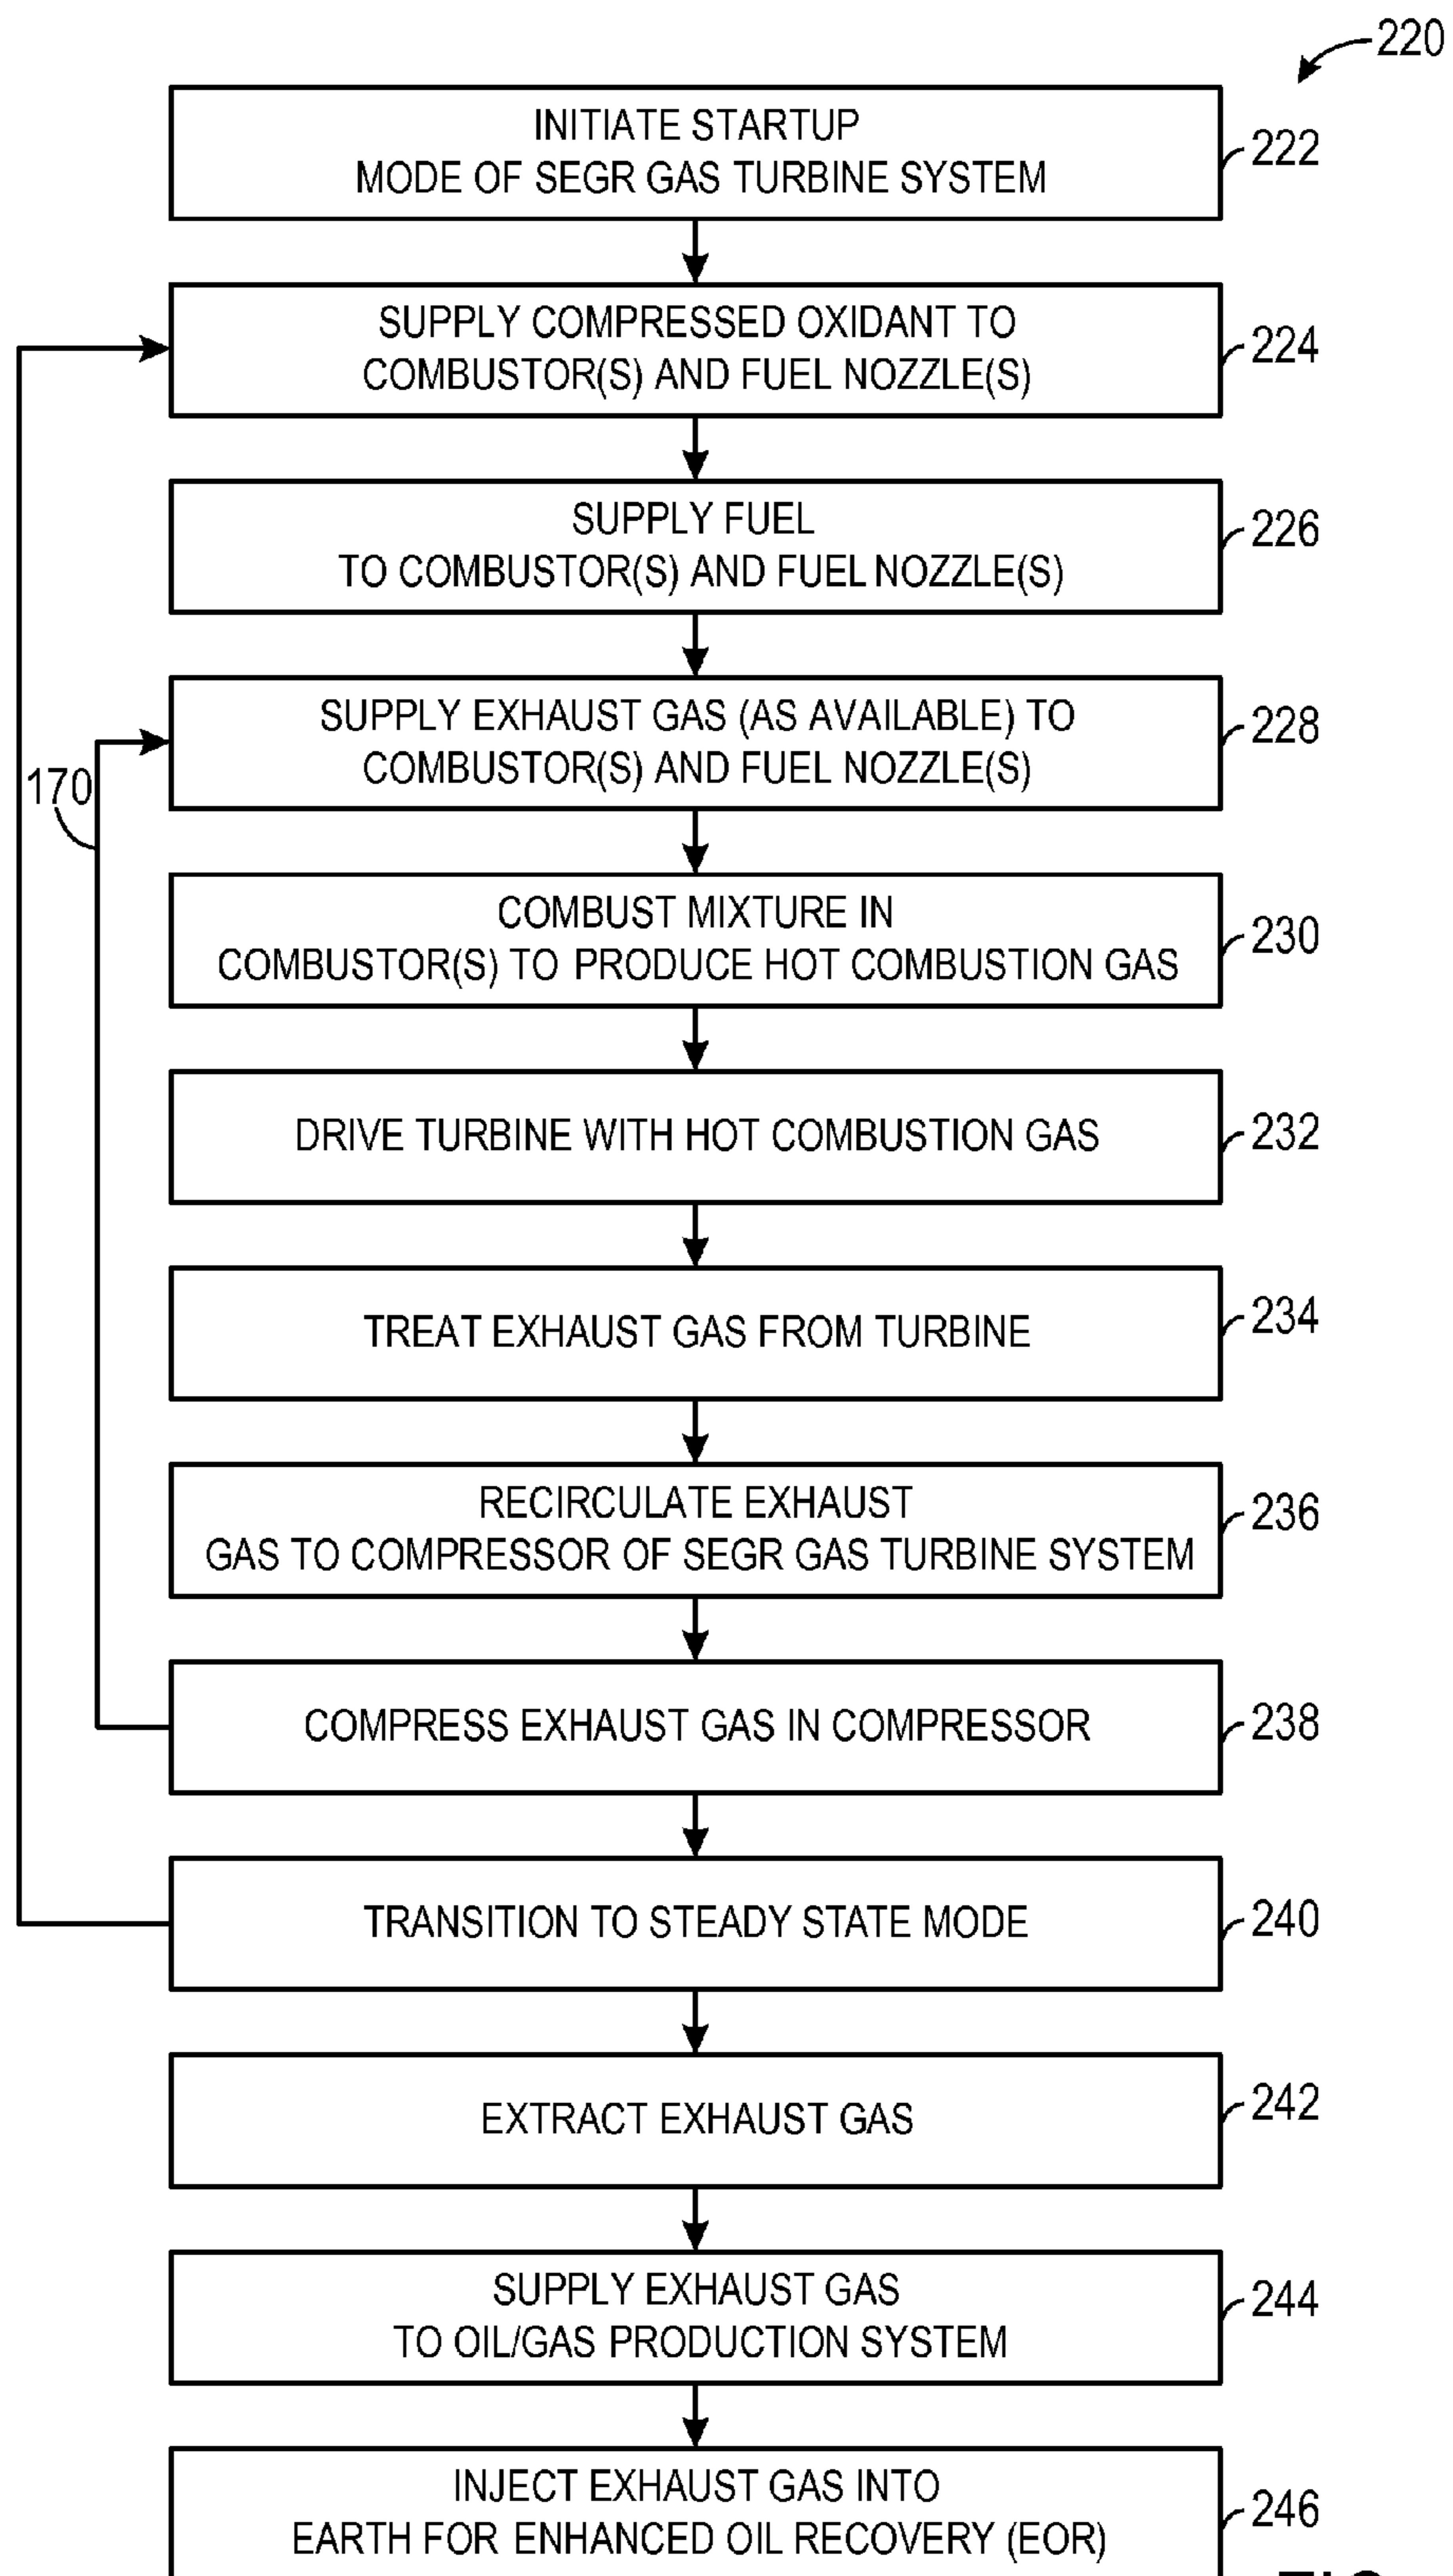 220
INITIATE STARTUP
MODE OF SEGR GAS TURBINE SYSTEM
222
SUPPLY COMPRESSED OXIDANT TO
COMBUSTOR(S) AND FUEL NOZZLE(S)
224
SUPPLY FUEL
TO COMBUSTOR(S) AND FUEL NOZZLE(S)
226
SUPPLY EXHAUST GAS (AS AVAILABLE) TO
COMBUSTOR(S) AND FUEL NOZZLE(S)
228
170
COMBUST MIXTURE IN
COMBUSTOR(S) TO PRODUCE HOT COMBUSTION GAS
230
DRIVE TURBINE WITH HOT COMBUSTION GAS
232
TREAT EXHAUST GAS FROM TURBINE
234
RECIRCULATE EXHAUST
GAS TO COMPRESSOR OF SEGR GAS TURBINE SYSTEM
236
COMPRESS EXHAUST GAS IN COMPRESSOR
238
TRANSITION TO STEADY STATE MODE
240
EXTRACT EXHAUST GAS
242
SUPPLY EXHAUST GAS
TO OIL/GAS PRODUCTION SYSTEM
244
INJECT EXHAUST GAS INTO
EARTH FOR ENHANCED OIL RECOVERY (EOR)
246